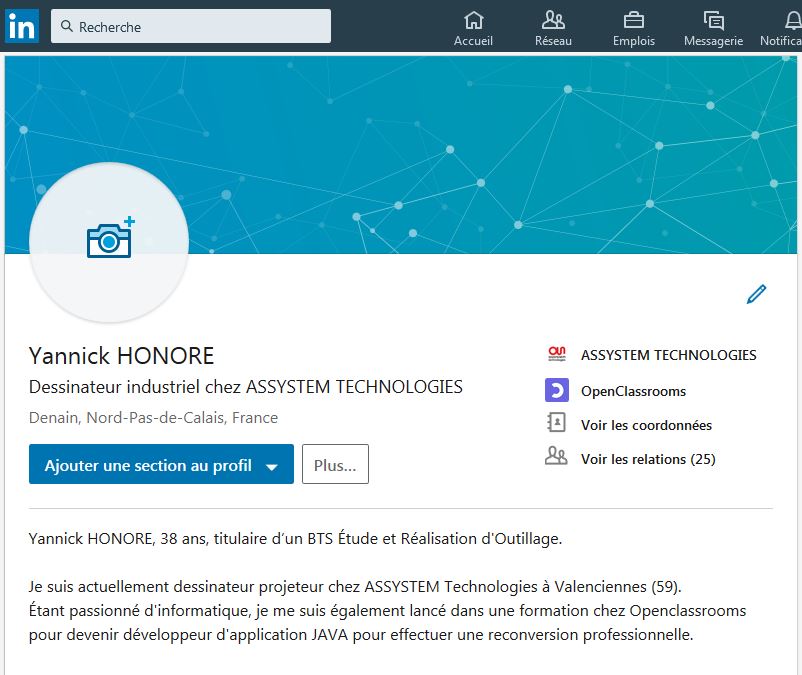 in
Recherche
Accueil
Réseau
Emplois
Messagerie
Notifica
Yannick HONORE
Dessinateur industriel chez ASSYSTEM TECHNOLOGIES
Denain, Nord-Pas-de-Calais, France
Ajouter une section au profil
Plus...
ASSYSTEM TECHNOLOGIES
OpenClassrooms
Voir les coordonnées
Voir les relations (25)
Yannick HONORE, 38 ans, titulaire d’un BTS Étude et Réalisation d'Outillage.
Je suis actuellement dessinateur projeteur chez ASSYSTEM Technologies à Valenciennes (59).
Étant passionné d'informatique, je me suis également lancé dans une formation chez Openclassrooms
pour devenir développeur d'application JAVA pour effectuer une reconversion professionnelle.